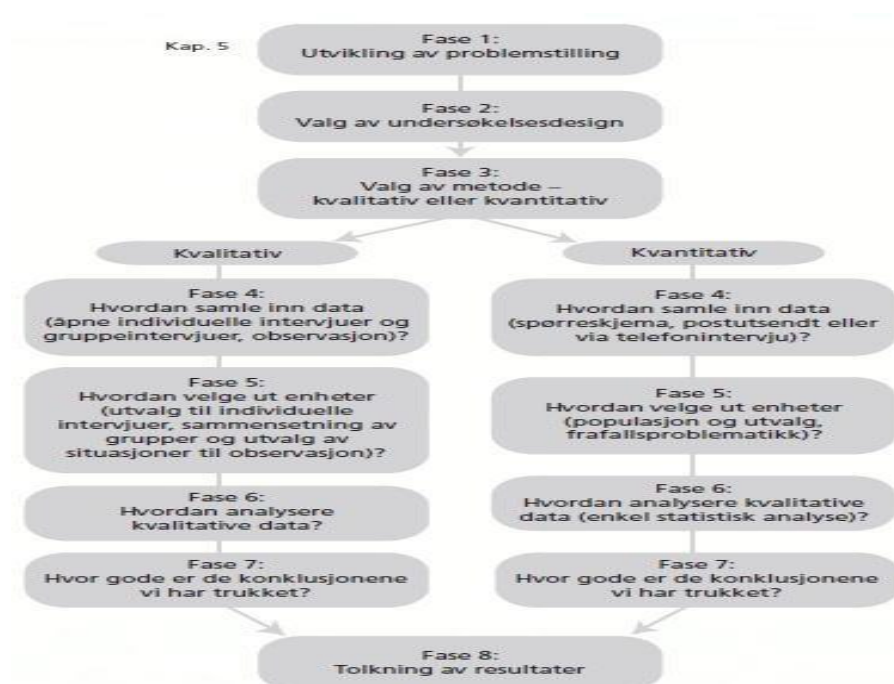 Kap. 5
Fase 1:
Utvikling av problemstilling
Fase 2:
Valg av undersøkelsesdesign
Fase 3:
Valg av metode –
kvalitativ eller kvantitativ
Kvalitativ
Fase 4:
Hvordan samle inn data
(åpne individuelle intervjuer og
gruppeintervjuer, observasjon)?
Fase 5:
Hvordan velge ut enheter
(utvalg til individuelle
intervjuer, sammensetning av
grupper og utvalg av
situasjoner til observasjon)?
Fase 6:
Hvordan analysere
kvalitative data?
Fase 7:
Hvor gode er de konklusjonene
vi har trukket?
Kvantitativ
Fase 4:
Hvordan samle inn data
(spørreskjema, postutsendt eller
via telefonintervju)?
Fase 5:
Hvordan velge ut enheter
(populasjon og utvalg,
frafallsproblematikk)?
Fase 6:
Hvordan analysere kvalitative
data (enkel statistisk analyse)?
Fase 7:
Hvor gode er de konklusjonene
vi har trukket?
Fase 8:
Tolkning av resultater